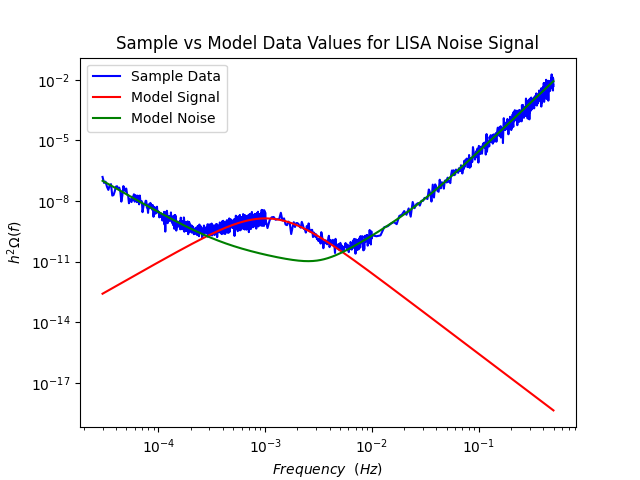 Sample vs Model Data Values for LISA Noise Signal
Sample Data
Model Signal
Model Noise
10⁻²
10⁻⁵
10⁻⁸
10⁻¹¹
10⁻¹⁴
10⁻¹⁷
h²Ω(f)
10⁻⁴ 10⁻³ 10⁻² 10⁻¹
Frequency (Hz)